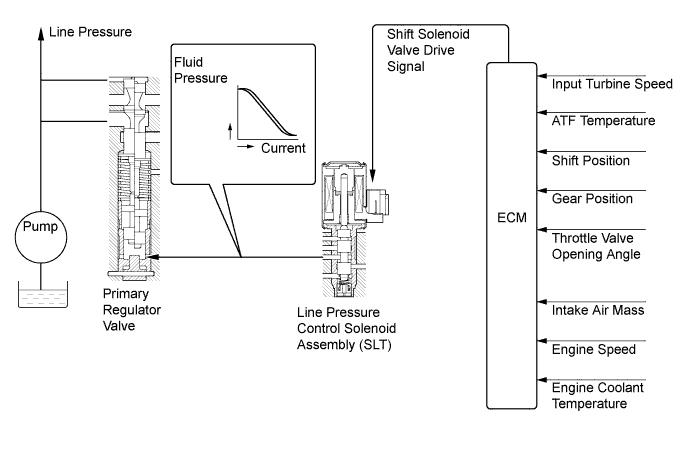 Line Pressure
Fluid
Pressure
Current
Shift Solenoid
Valve Drive
Signal
Input Turbine Speed
ATF Temperature
Shift Position
Gear Position
ECM
Throttle Valve
Opening Angle
Intake Air Mass
Engine Speed
Engine Coolant
Temperature
Pump
Primary
Regulator
Valve
Line Pressure
Control Solenoid
Assembly (SLT)